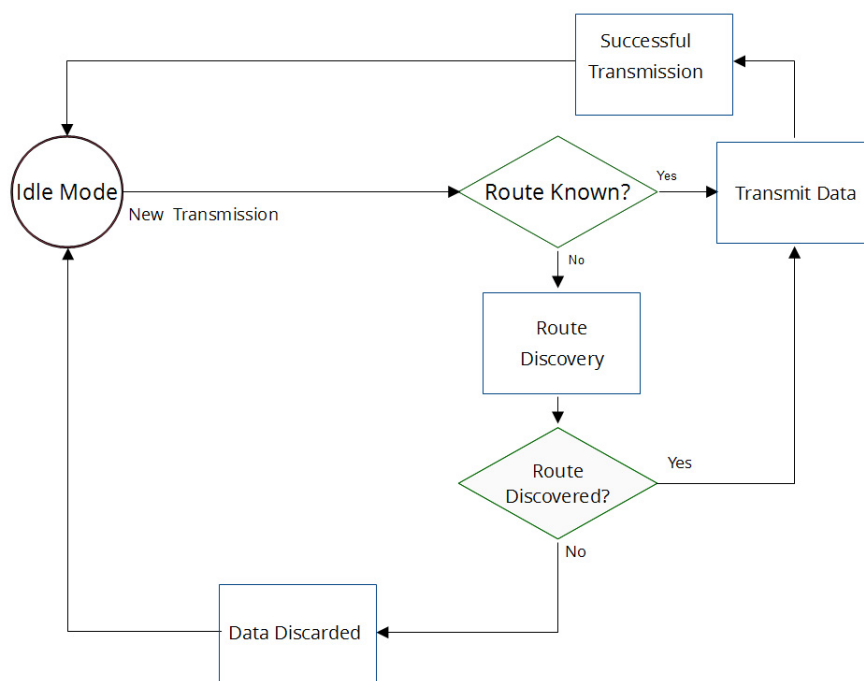 Successful
Transmission
Idle Mode
New Transmission
Route Known?
Yes
Transmit Data
No
Route
Discovery
Route
Discovered?
Yes
No
Data Discarded